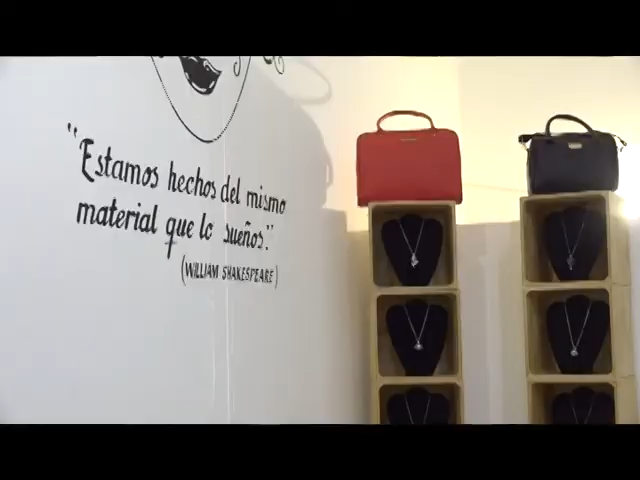 "Estamos hechos del mismo
material que lo sueños."
(WILLIAM SHAKESPEARE)